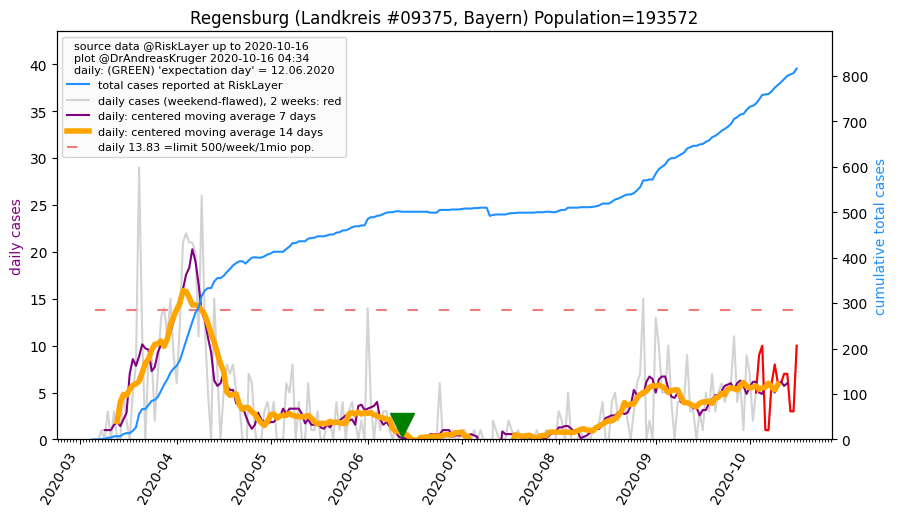 Regensburg (Landkreis #09375, Bayern) Population=193572
source data @RiskLayer up to 2020-10-16
plot @DrAndreasKruger 2020-10-16 04:34
daily: (GREEN) 'expectation day' = 12.06.2020
total cases reported at RiskLayer
daily cases (weekend-flawed), 2 weeks: red
daily: centered moving average 7 days
daily: centered moving average 14 days
daily 13.83 =limit 500/week/1mio pop.
daily cases
40
35
30
25
20
15
10
5
0
cumulative total cases
800
700
600
500
400
300
200
100
0
2020-03
2020-04
2020-05
2020-06
2020-07
2020-08
2020-09
2020-10